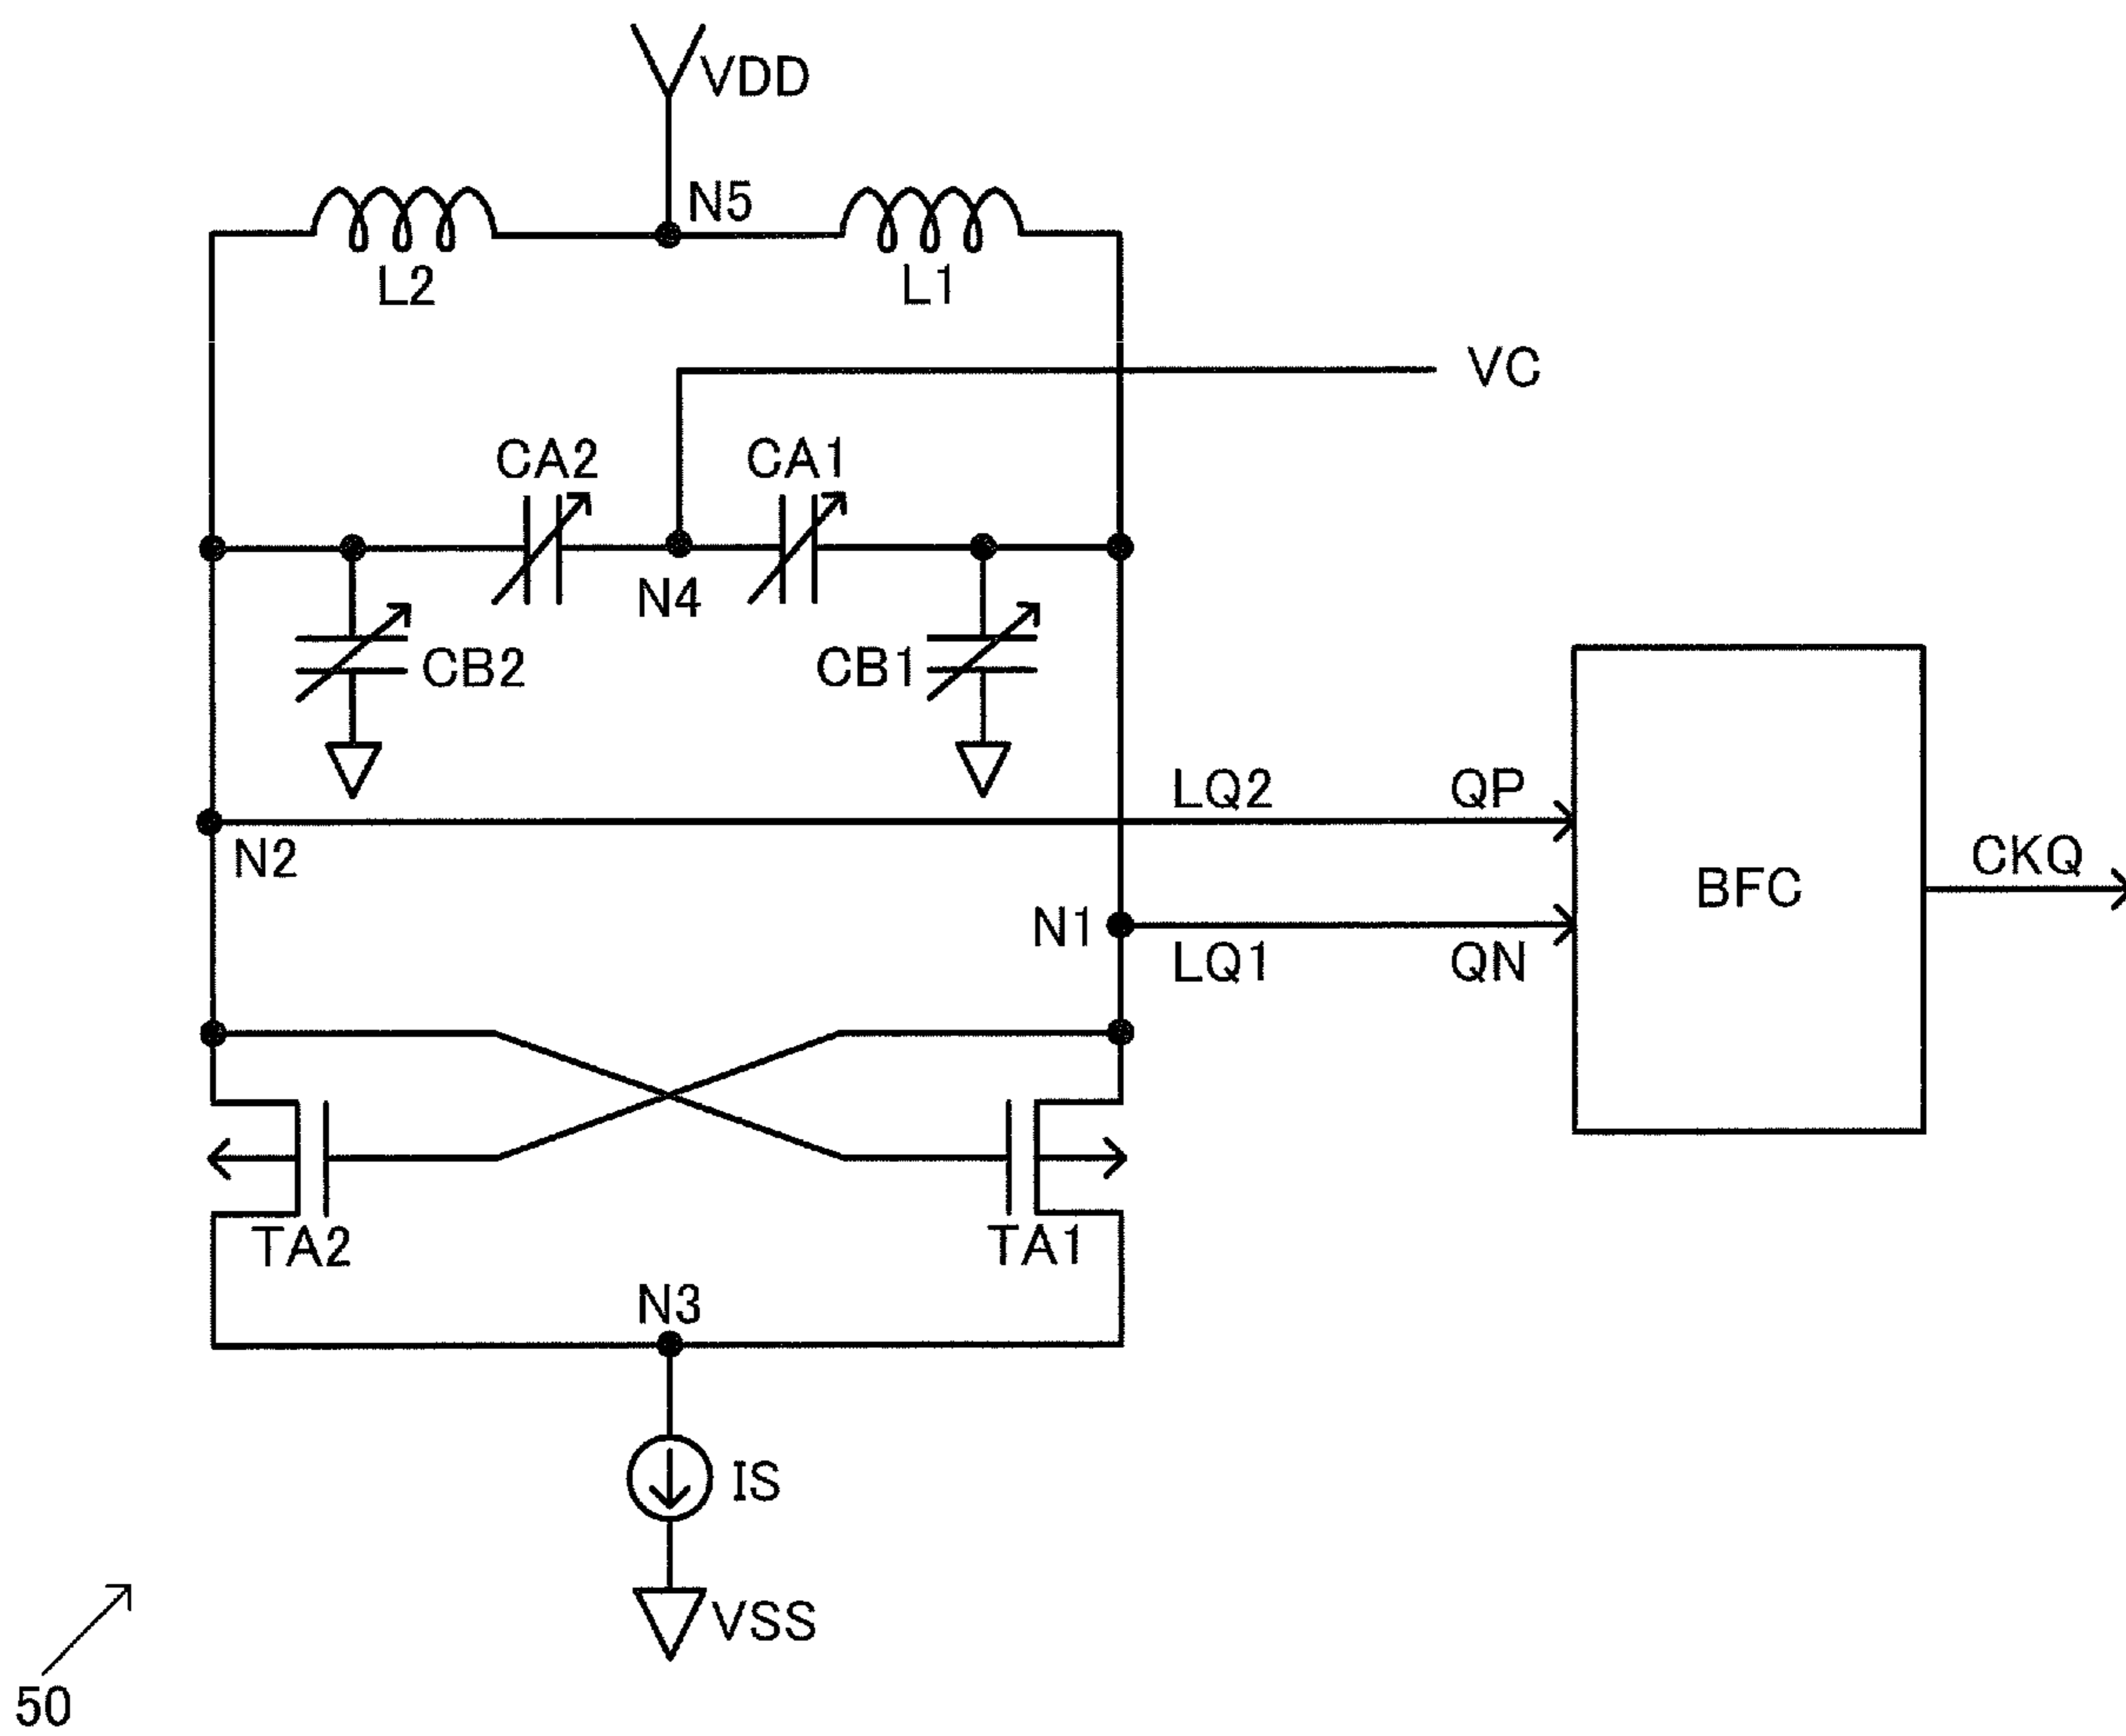 VDD
N5
L2
L1
VC
CA2
CA1
N4
CB2
CB1
LQ2
QP
N2
CKQ
BFC
N1
LQ1
QN
TA2
TA1
N3
IS
VSS
50